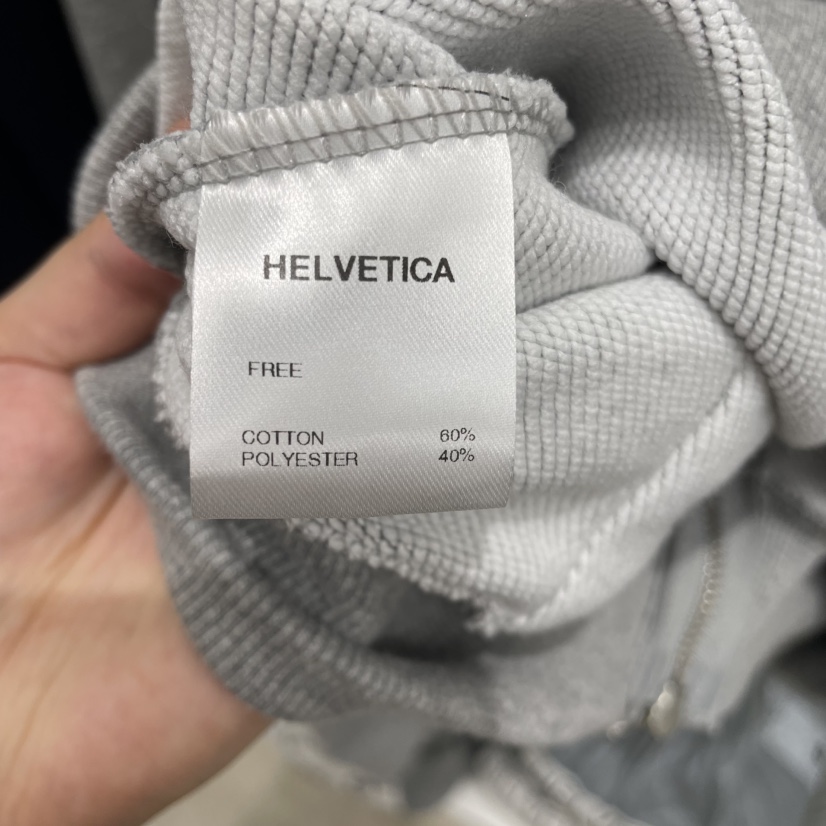 HELVETICA
FREE
COTTON 60%
POLYESTER 40%